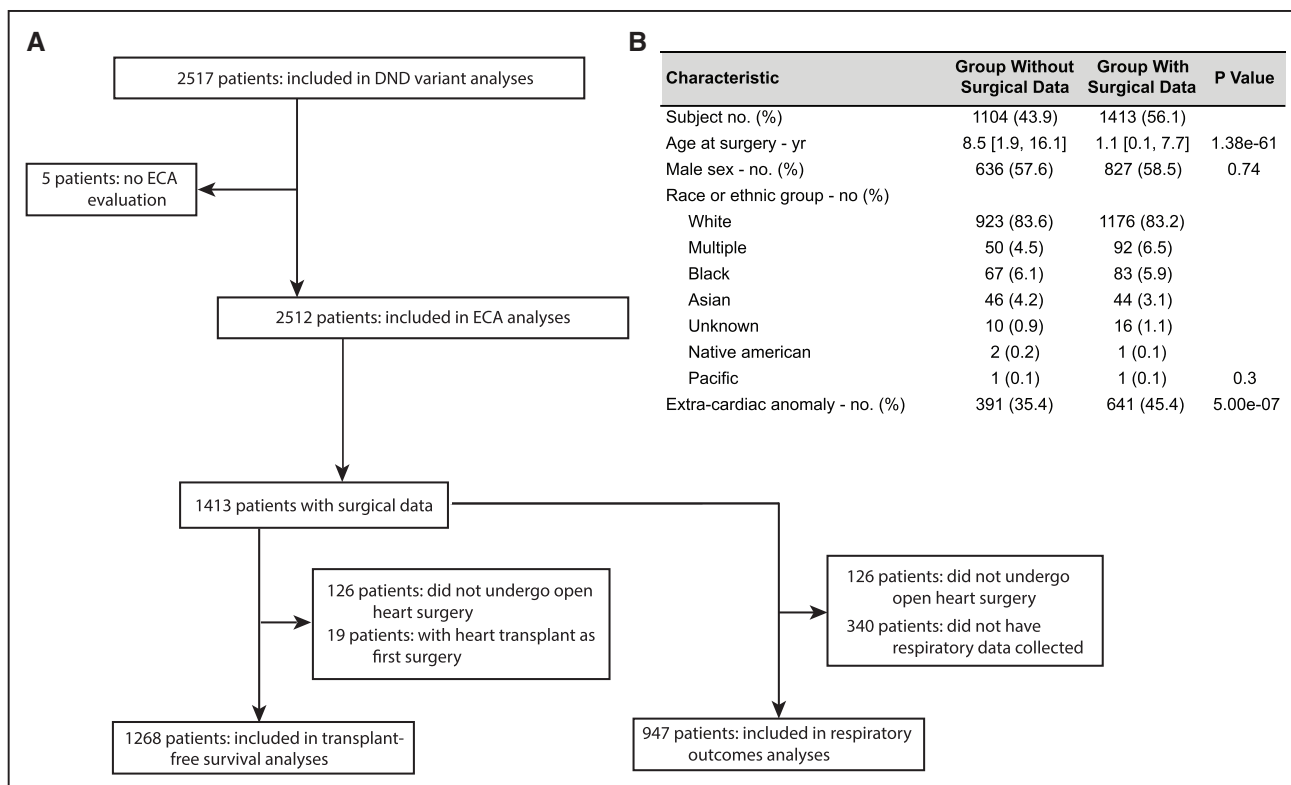 A
2517 patients: included in DND variant analyses
5 patients: no ECA
evaluation
2512 patients: included in ECA analyses
1413 patients with surgical data
126 patients: did not undergo open
heart surgery
19 patients: with heart transplant as
first surgery
126 patients: did not undergo
open heart surgery
340 patients: did not have
respiratory data collected
1268 patients: included in transplant-
free survival analyses
947 patients: included in respiratory
outcomes analyses
B
Characteristic Group Without Surgical Data Group With Surgical Data P Value
Subject no. (%) 1104 (43.9) 1413 (56.1)
Age at surgery - yr 8.5 [1.9, 16.1] 1.1 [0.1, 7.7] 1.38e-61
Male sex - no. (%) 636 (57.6) 827 (58.5) 0.74
Race or ethnic group - no (%)
White 923 (83.6) 1176 (83.2)
Multiple 50 (4.5) 92 (6.5)
Black 67 (6.1) 83 (5.9)
Asian 46 (4.2) 44 (3.1)
Unknown 10 (0.9) 16 (1.1)
Native american 2 (0.2) 1 (0.1)
Pacific 1 (0.1) 1 (0.1) 0.3
Extra-cardiac anomaly - no. (%) 391 (35.4) 641 (45.4) 5.00e-07